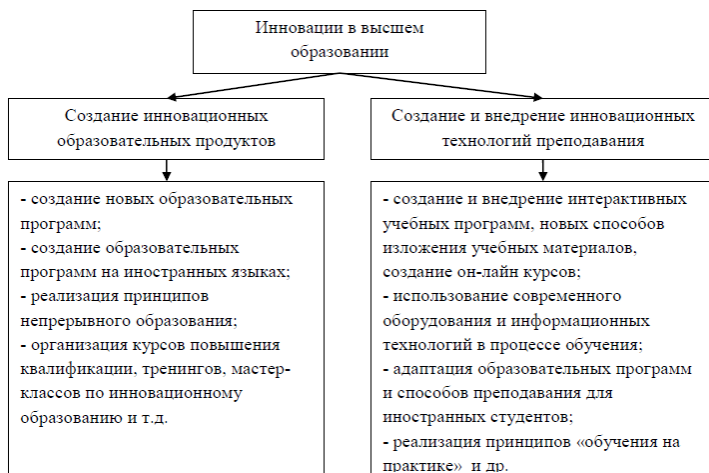 Инновации в высшем
образовании
Создание инновационных
образовательных продуктов
Создание и внедрение инновационных
технологий преподавания
- создание новых образовательных
программ;
- создание образовательных
программ на иностранных языках;
- реализация принципов
непрерывного образования;
- организация курсов повышения
квалификации, тренингов, мастер-
классов по инновационному
образованию и т.д.
- создание и внедрение интерактивных
учебных программ, новых способов
изложения учебных материалов,
создание он-лайн курсов;
- использование современного
оборудования и информационных
технологий в процессе обучения;
- адаптация образовательных программ
и способов преподавания для
иностранных студентов;
- реализация принципов «обучения на
практике» и др.